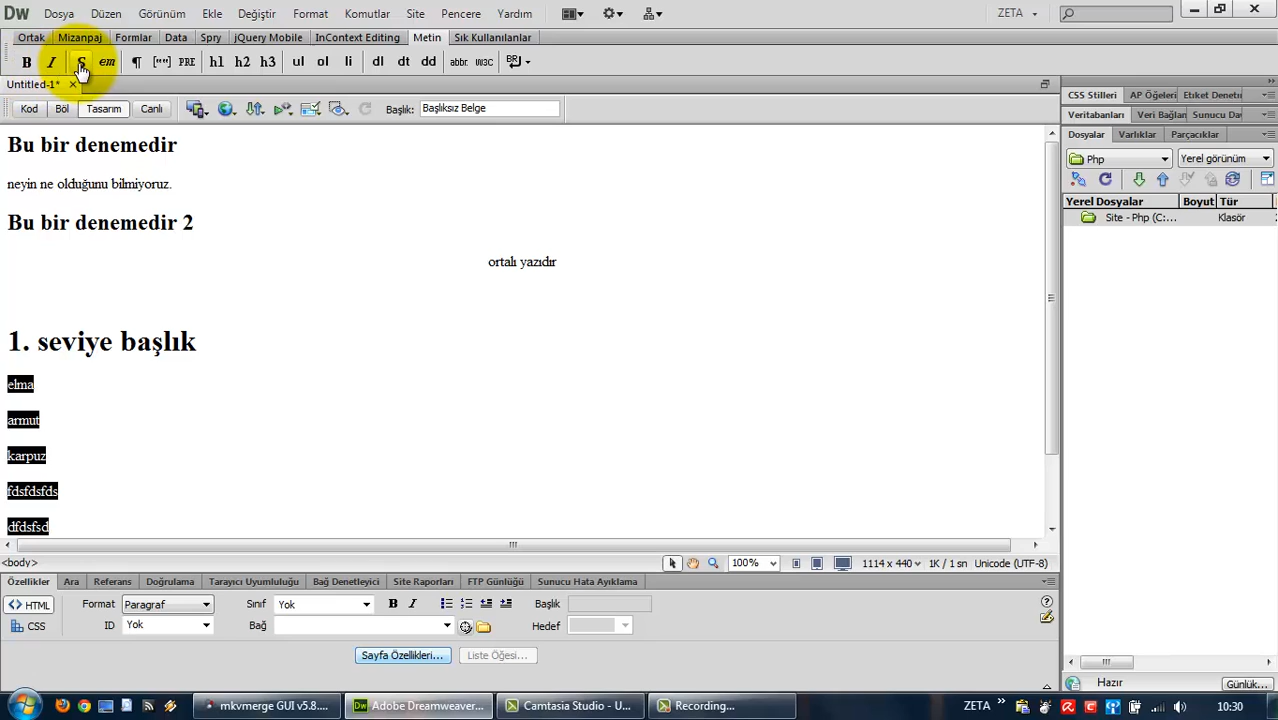 Dw Dosya Düzen Görünüm Ekle Değiştir Format Komutlar Site Pencere Yardım ZETA
Ortak Mizanpaj Formlar Data Spry jQuery Mobile InContext Editing Metin Sık Kullanılanlar
B I S em ¶ [""] PRE h1 h2 h3 ul ol li dl dt dd abbr. W3C BR
Untitled-1* ×
Kod Böl Tasarım Canlı Başlık: Başlıksız Belge
CSS Stilleri AP Öğeleri Etiket Denetir
Veritabanları Veri Bağlan Sunucu Da
Dosyalar Varlıklar Parçacıklar
Php Yerel görünüm
Yerel Dosyalar Boyut Tür
Site - Php (C:... Klasör
Bu bir denemedir
neyin ne olduğunu bilmiyoruz.
Bu bir denemedir 2
ortalı yazıdır
1. seviye başlık
elma
armut
karpuz
fdsfdsfds
dfdsfsd
<body> 100% 1114 x 440 1K / 1 sn Unicode (UTF-8)
Özellikler Ara Referans Doğrulama Tarayıcı Uyumluluğu Bağ Denetleyici Site Raporları FTP Günlüğü Sunucu Hata Ayıklama
<> HTML Format Paragraf Sınıf Yok B I Başlık
CSS ID Yok Bağ Hedef
Sayfa Özellikleri... Liste Öğesi...
Hazır Günlük...
mkvmerge GUI v5.8.... Adobe Dreamweaver... Camtasia Studio - U... Recording... ZETA 10:30